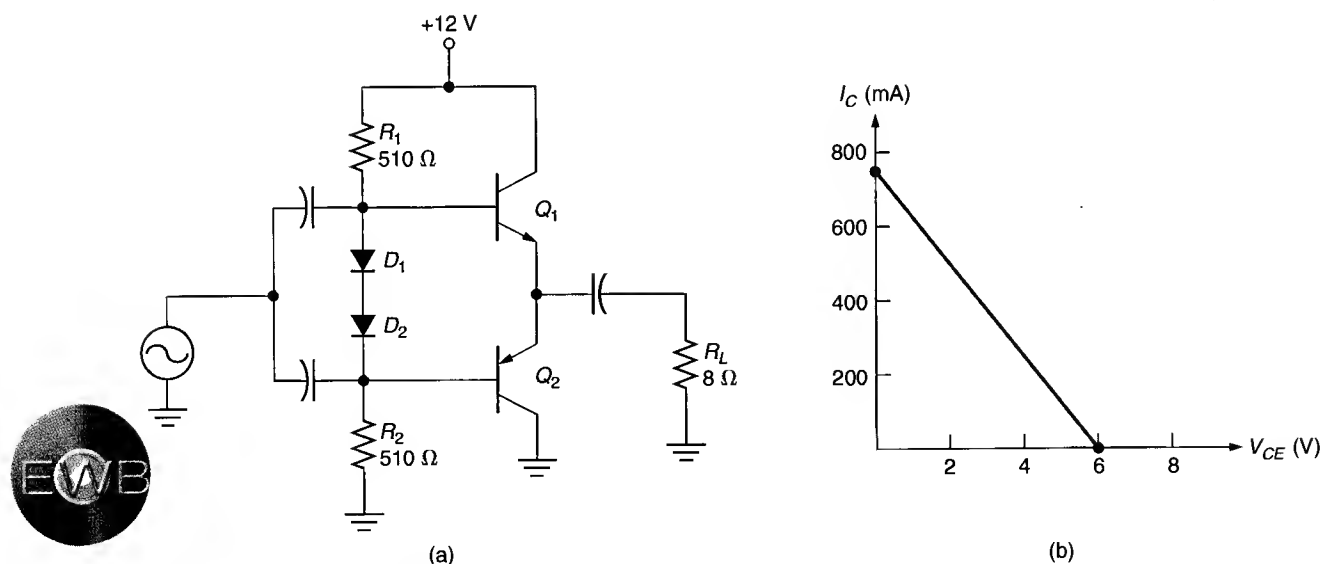 +12 V
R1
510 Ω
Q1
D1
D2
Q2
RL
8 Ω
R2
510 Ω
EWB
(a)
IC (mA)
800
600
400
200
2 4 6 8
VCE (V)
(b)